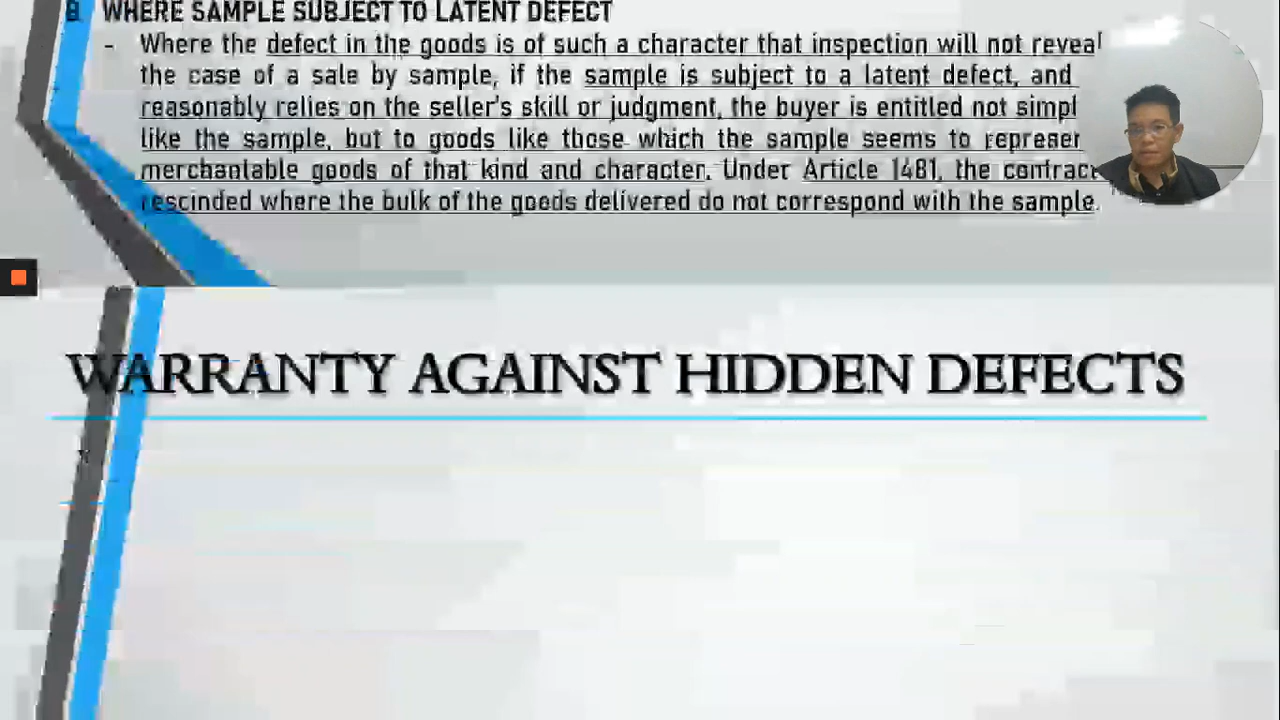 B. WHERE SAMPLE SUBJECT TO LATENT DEFECT
- Where the defect in the goods is of such a character that inspection will not reveal
the case of a sale by sample, if the sample is subject to a latent defect, and
reasonably relies on the seller's skill or judgment, the buyer is entitled not simpl
like the sample, but to goods like those which the sample seems to represen
merchantable goods of that kind and character. Under Article 1481, the contract
rescinded where the bulk of the goods delivered do not correspond with the sample.
WARRANTY AGAINST HIDDEN DEFECTS